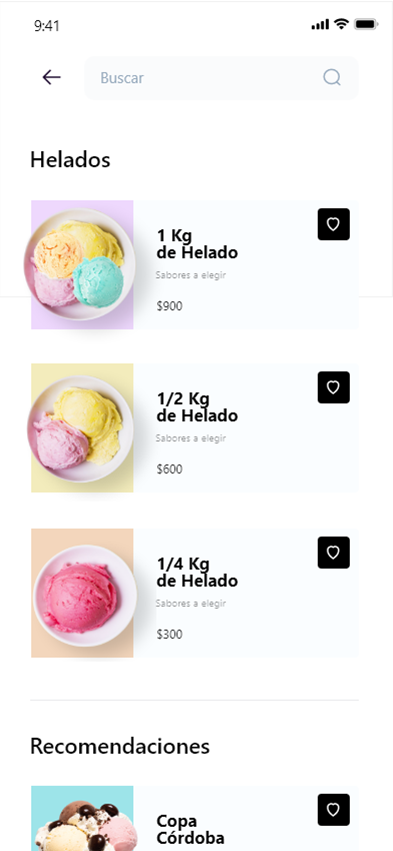 9:41
Buscar
Helados
1 Kg
de Helado
Sabores a elegir
$900
1/2 Kg
de Helado
Sabores a elegir
$600
1/4 Kg
de Helado
Sabores a elegir
$300
Recomendaciones
Copa
Córdoba